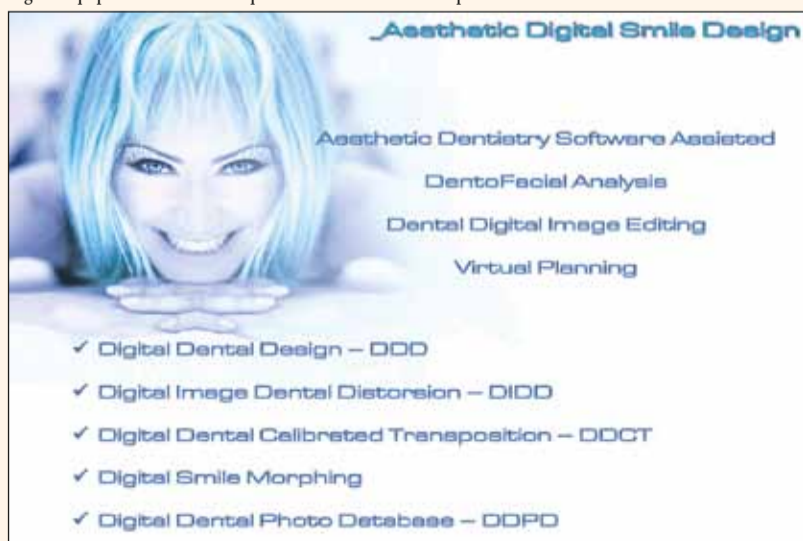 _Aesthetic Digital Smile Design
Aesthetic Dentistry Software Assisted
DentoFacial Analysis
Dental Digital Image Editing
Virtual Planning
✓ Digital Dental Design – DDD
✓ Digital Image Dental Distorsion – DIDD
✓ Digital Dental Calibrated Transposition – DDCT
✓ Digital Smile Morphing
✓ Digital Dental Photo Database – DDPD